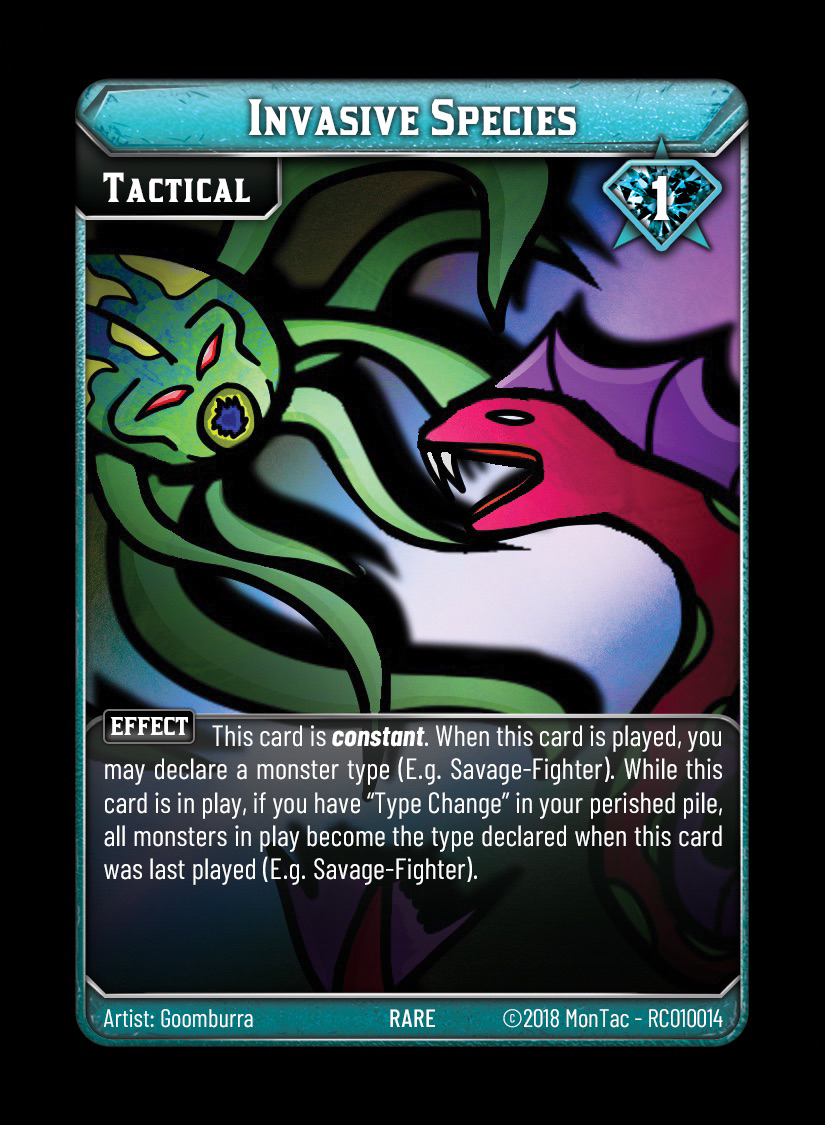 Invasive Species
Tactical
1
EFFECT This card is constant. When this card is played, you
may declare a monster type (E.g. Savage-Fighter). While this
card is in play, if you have “Type Change” in your perished pile,
all monsters in play become the type declared when this card
was last played (E.g. Savage-Fighter).
Artist: Goomburra RARE ©2018 MonTac - RC010014